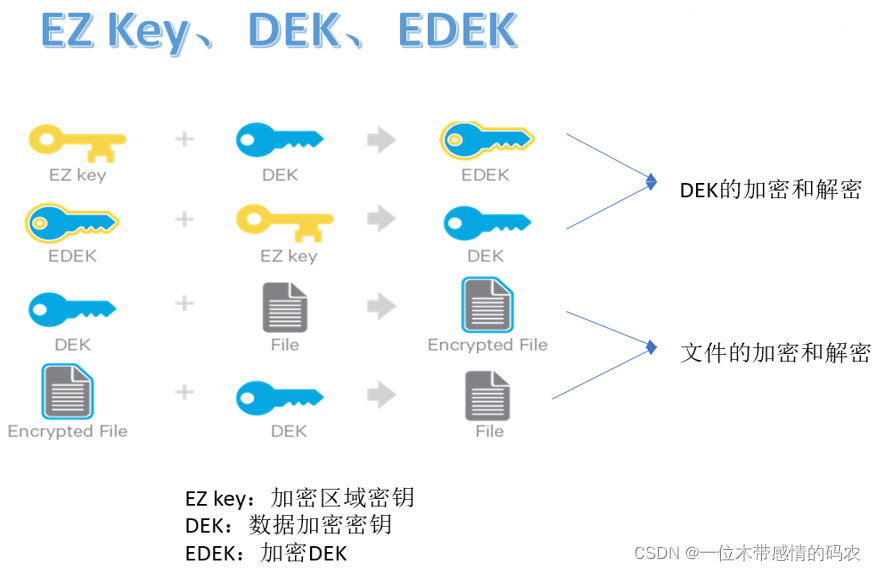 EZ Key、DEK、EDEK
EZ key + DEK EDEK
EDEK + EZ key DEK
DEK的加密和解密
DEK + File Encrypted File
Encrypted File + DEK File
文件的加密和解密
EZ key：加密区域密钥
DEK：数据加密密钥
EDEK：加密DEK
CSDN @一位木带感情的码农